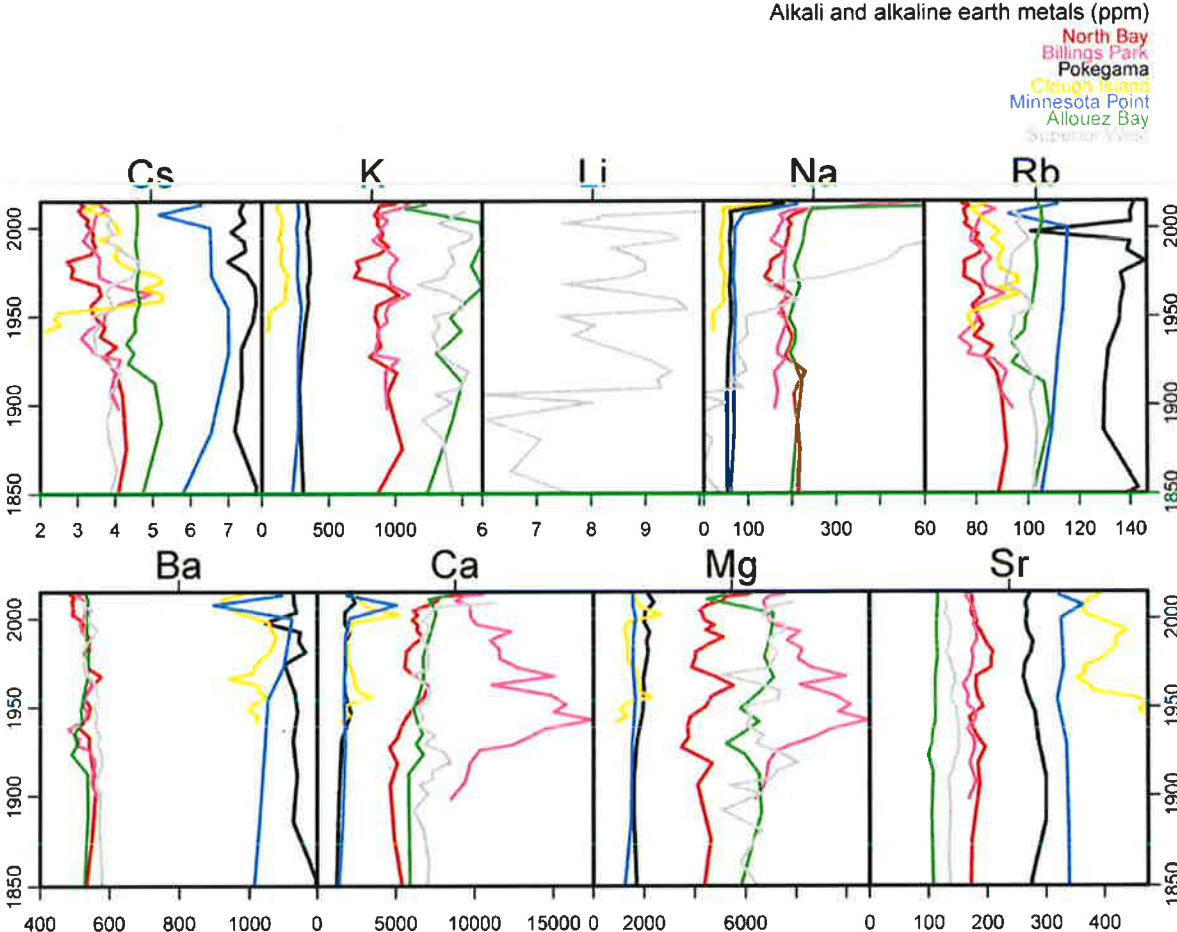 Alkali and alkaline earth metals (ppm)
North Bay
Billings Park
Pokegama
Clough Island
Minnesota Point
Allouez Bay
Superior West
Cs K Li Na Rb
2000 2000
1950 1950
1900 1900
1850 1850
2 3 4 5 6 7 0 500 1000 6 7 8 9 0 100 300 60 80 100 120 140
Ba Ca Mg Sr
2000 2000
1950 1950
1900 1900
1850 1850
400 600 800 1000 0 5000 10000 15000 0 2000 6000 0 100 200 300 400